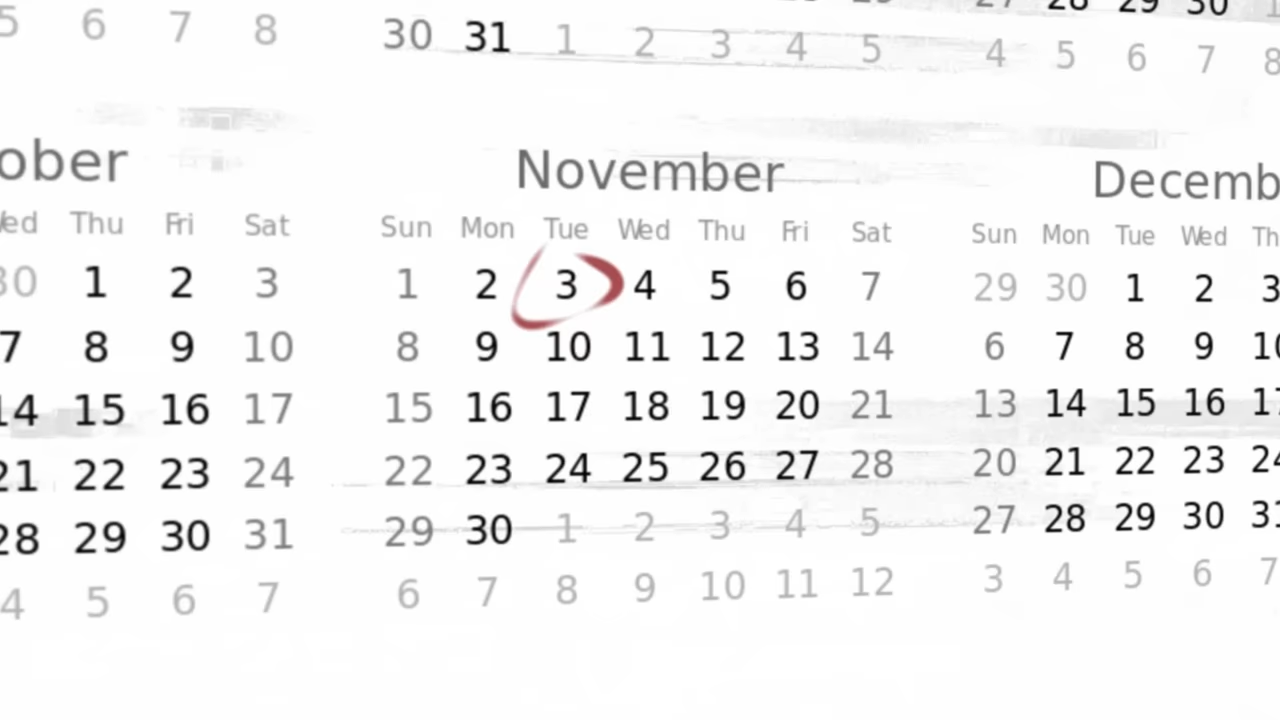 5 6 7 8
30 31 1 2 3 4 5
28 29 30
4 5 6 7 8
ober
November
Decemb
Wed Thu Fri Sat
Sun Mon Tue Wed Thu Fri Sat
Sun Mon Tue Wed Th
30 1 2 3
1 2 3 4 5 6 7
29 30 1 2 3
7 8 9 10
8 9 10 11 12 13 14
6 7 8 9 10
14 15 16 17
15 16 17 18 19 20 21
13 14 15 16 17
21 22 23 24
22 23 24 25 26 27 28
20 21 22 23 24
28 29 30 31
29 30 1 2 3 4 5
27 28 29 30 31
4 5 6 7
6 7 8 9 10 11 12
3 4 5 6 7